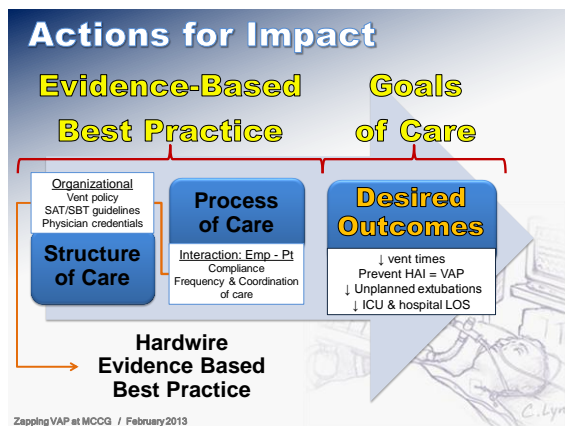 Actions for Impact
Evidence-Based
Best Practice
Goals
of Care
Organizational
Vent policy
SAT/SBT guidelines
Physician credentials
Structure
of Care
Process
of Care
Interaction: Emp - Pt
Compliance
Frequency & Coordination
of care
Desired
Outcomes
↓ vent times
Prevent HAI = VAP
↓ Unplanned extubations
↓ ICU & hospital LOS
Hardwire
Evidence Based
Best Practice
Zapping VAP at MCCG / February 2013